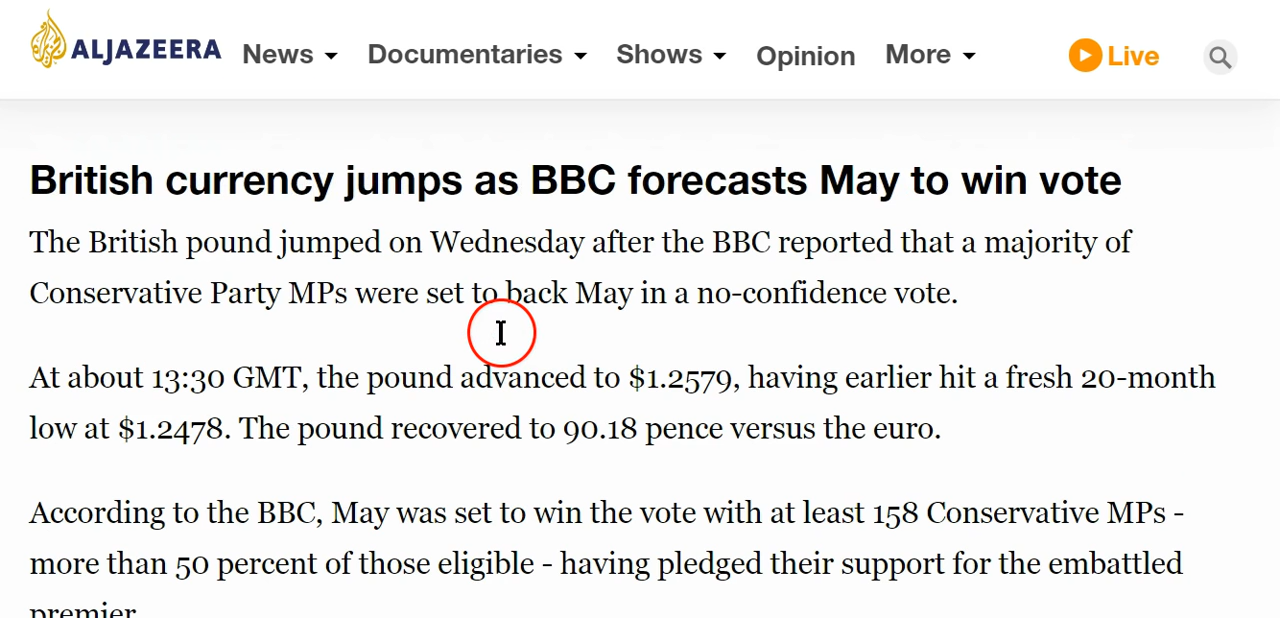 ALJAZEERA News Documentaries Shows Opinion More Live
British currency jumps as BBC forecasts May to win vote
The British pound jumped on Wednesday after the BBC reported that a majority of
Conservative Party MPs were set to back May in a no-confidence vote.
At about 13:30 GMT, the pound advanced to $1.2579, having earlier hit a fresh 20-month
low at $1.2478. The pound recovered to 90.18 pence versus the euro.
According to the BBC, May was set to win the vote with at least 158 Conservative MPs -
more than 50 percent of those eligible - having pledged their support for the embattled
premier